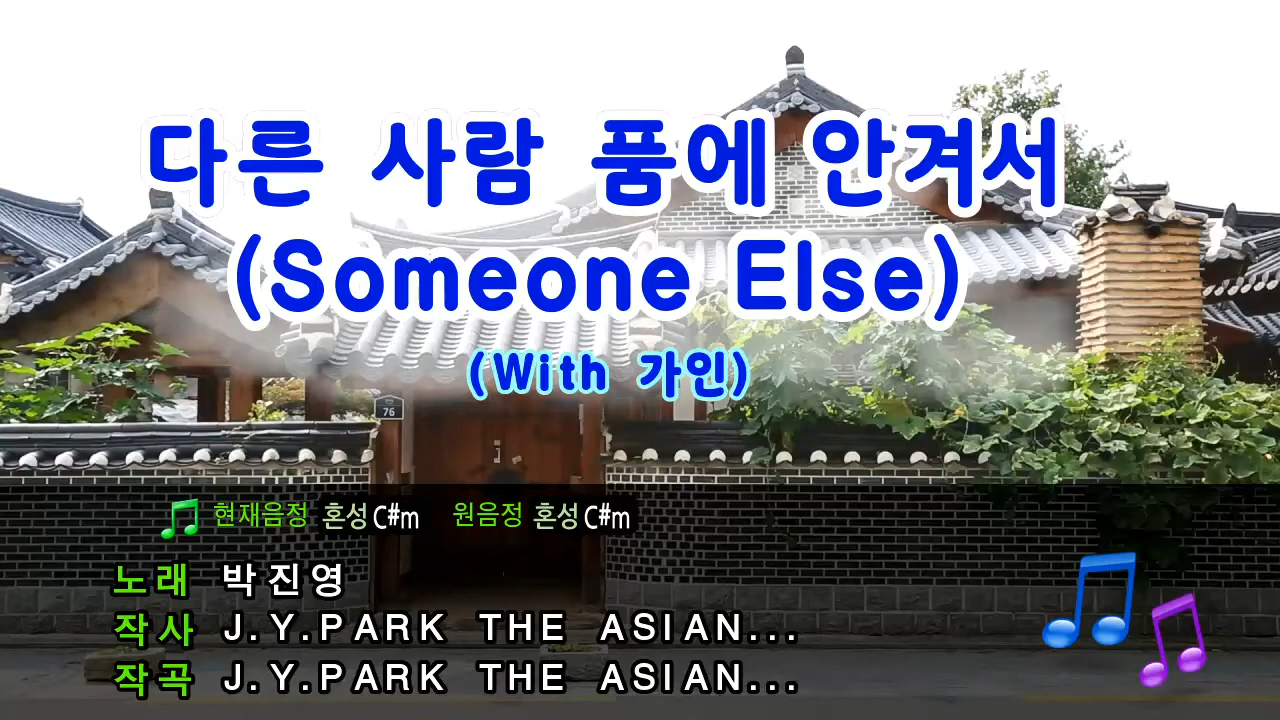 다른 사람 품에 안겨서
(Someone Else)
(With 가인)
76
현재음정 혼성 C#m 원음정 혼성 C#m
노래 박진영
작사 J.Y.PARK THE ASIAN...
작곡 J.Y.PARK THE ASIAN...